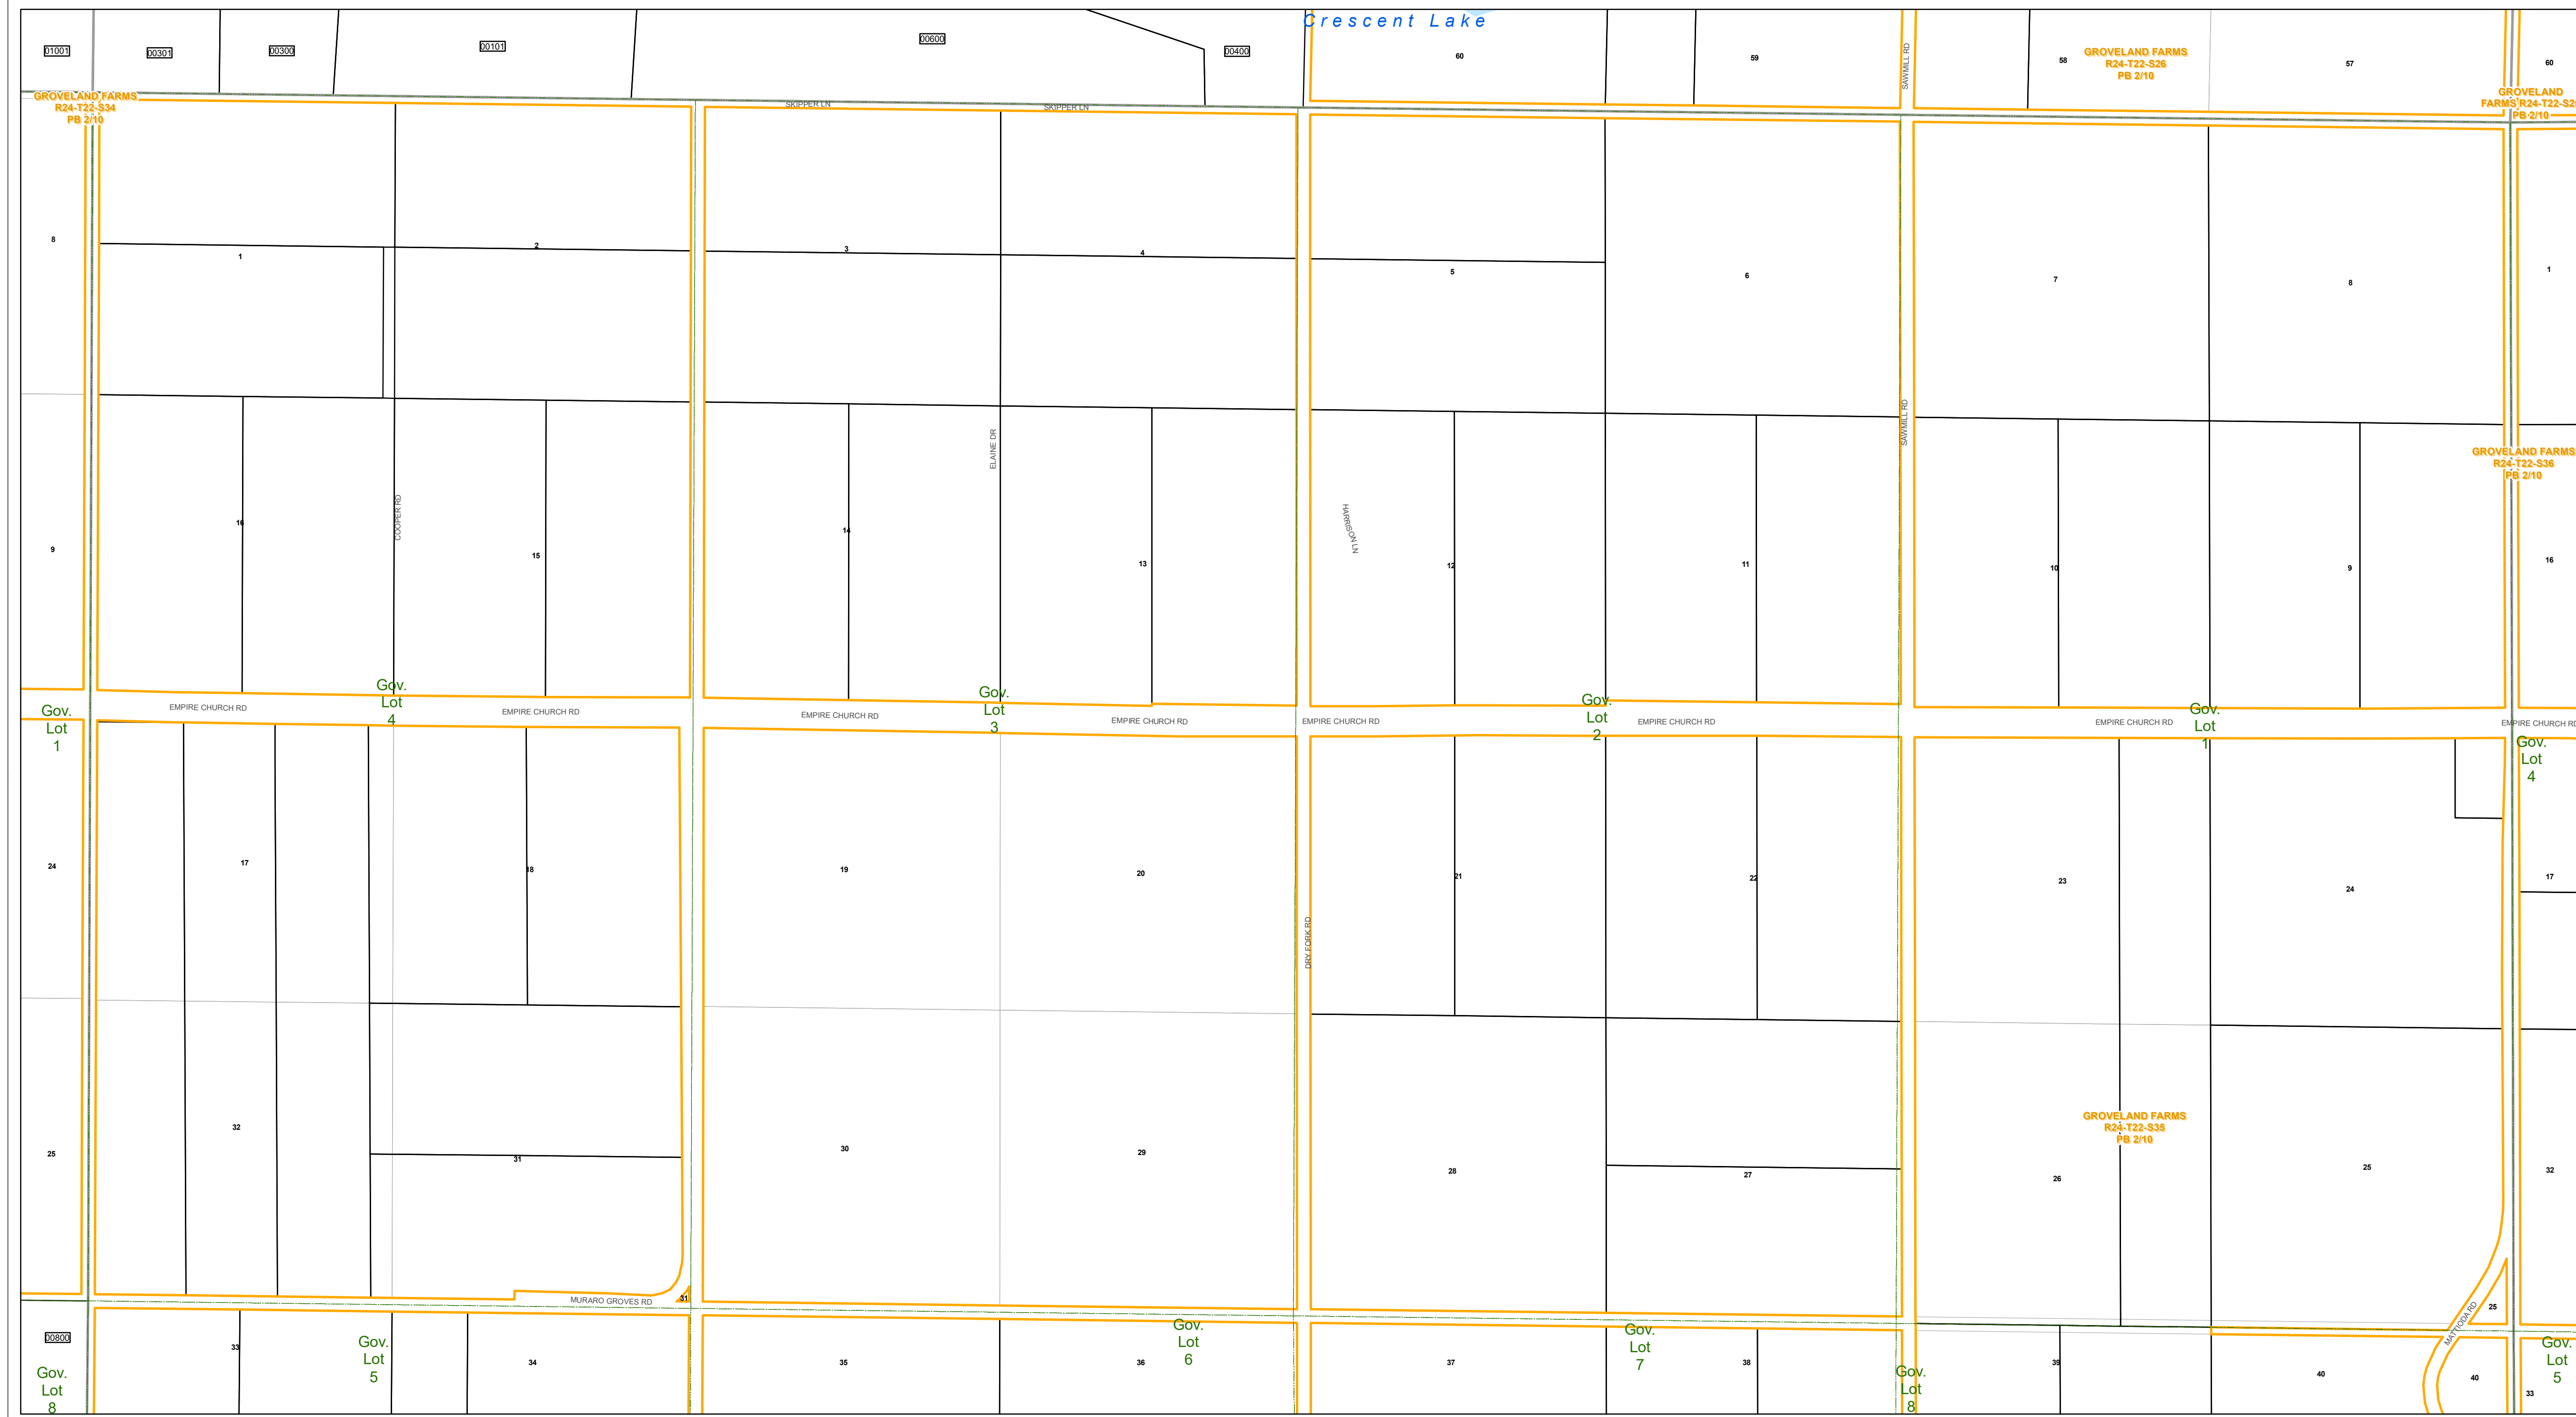 Crescent Lake
01001
00301
00300
00101
00600
00400
60
59
SAWMILL RD
58
GROVELAND FARMS
R24-T22-S26
PB 2/10
57
60
GROVELAND FARMS
R24-T22-S34
PB 2/10
SKIPPER LN
SKIPPER LN
GROVELAND
PB 2/10
8
1
2
3
4
5
6
7
8
1
9
16
COOPER RD
15
14
ELAINE DR
13
HARRISON LN
12
11
SAWMILL RD
10
9
GROVELAND FARMS
R24-T22-S36
PB 2/10
16
Gov.
Lot
1
EMPIRE CHURCH RD
Gov.
Lot
4
EMPIRE CHURCH RD
EMPIRE CHURCH RD
Gov.
Lot
3
EMPIRE CHURCH RD
EMPIRE CHURCH RD
Gov.
Lot
2
EMPIRE CHURCH RD
EMPIRE CHURCH RD
Gov.
Lot
1
EMPIRE CHURCH RD
Gov.
Lot
4
24
17
18
19
20
DRY FORK RD
21
22
23
24
17
25
32
31
30
29
28
27
GROVELAND FARMS
R24-T22-S35
PB 2/10
26
25
32
MURARO GROVES RD
31
25
MATTIODA RD
00800
Gov.
Lot
8
33
Gov.
Lot
5
34
35
36
Gov.
Lot
6
37
Gov.
Lot
7
38
Gov.
Lot
8
39
40
40
33
Gov.
Lot
5